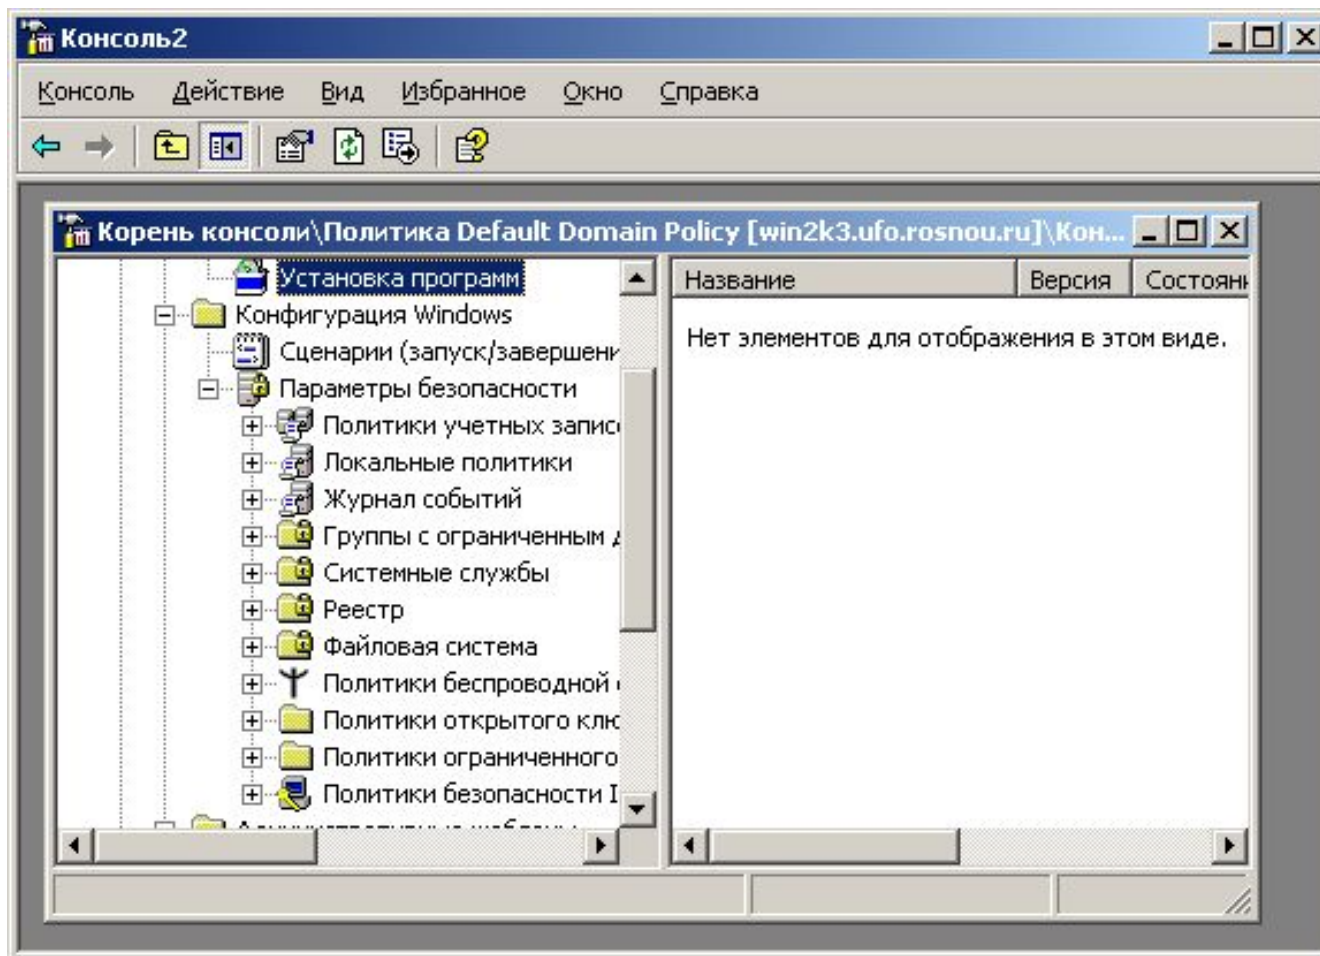 Консоль2
Консоль Действие Вид Избранное Окно Справка
Корень консоли\Политика Default Domain Policy [win2k3.ufo.rosnou.ru]\Кон...
Установка программ
Конфигурация Windows
Сценарии (запуск/завершени
Параметры безопасности
Политики учетных запис
Локальные политики
Журнал событий
Группы с ограниченным д
Системные службы
Реестр
Файловая система
Политики беспроводной
Политики открытого клю
Политики ограниченного
Политики безопасности I
Название Версия Состоян
Нет элементов для отображения в этом виде.